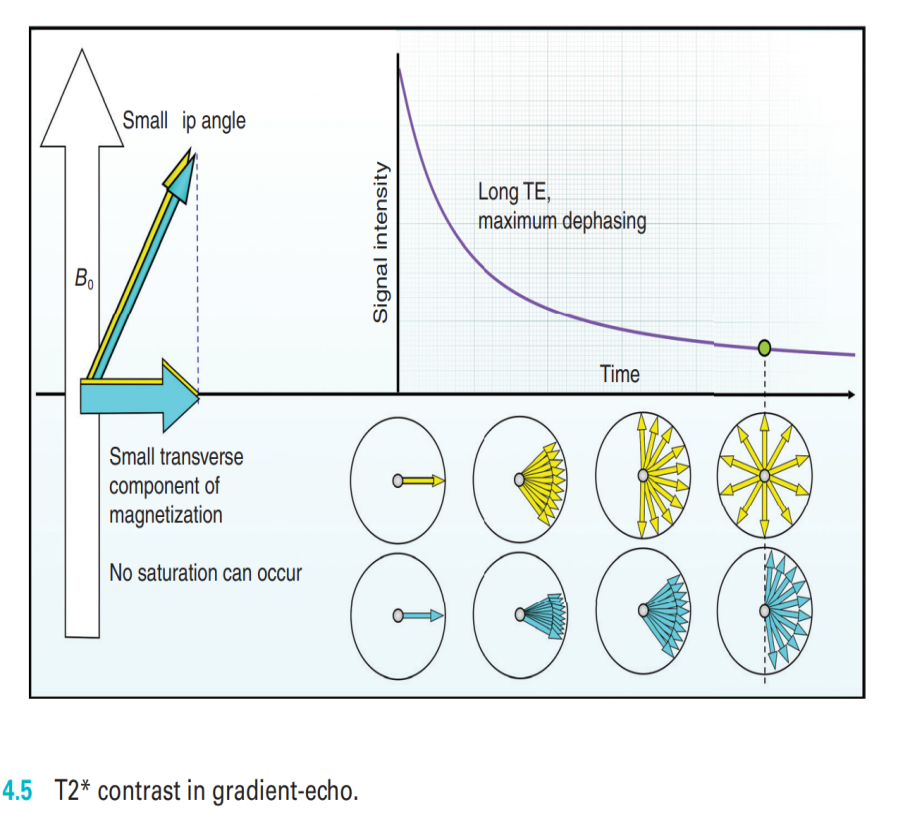 Small ip angle
Signal intensity
Long TE,
maximum dephasing
B0
Time
Small transverse
component of
magnetization
No saturation can occur
4.5 T2* contrast in gradient-echo.